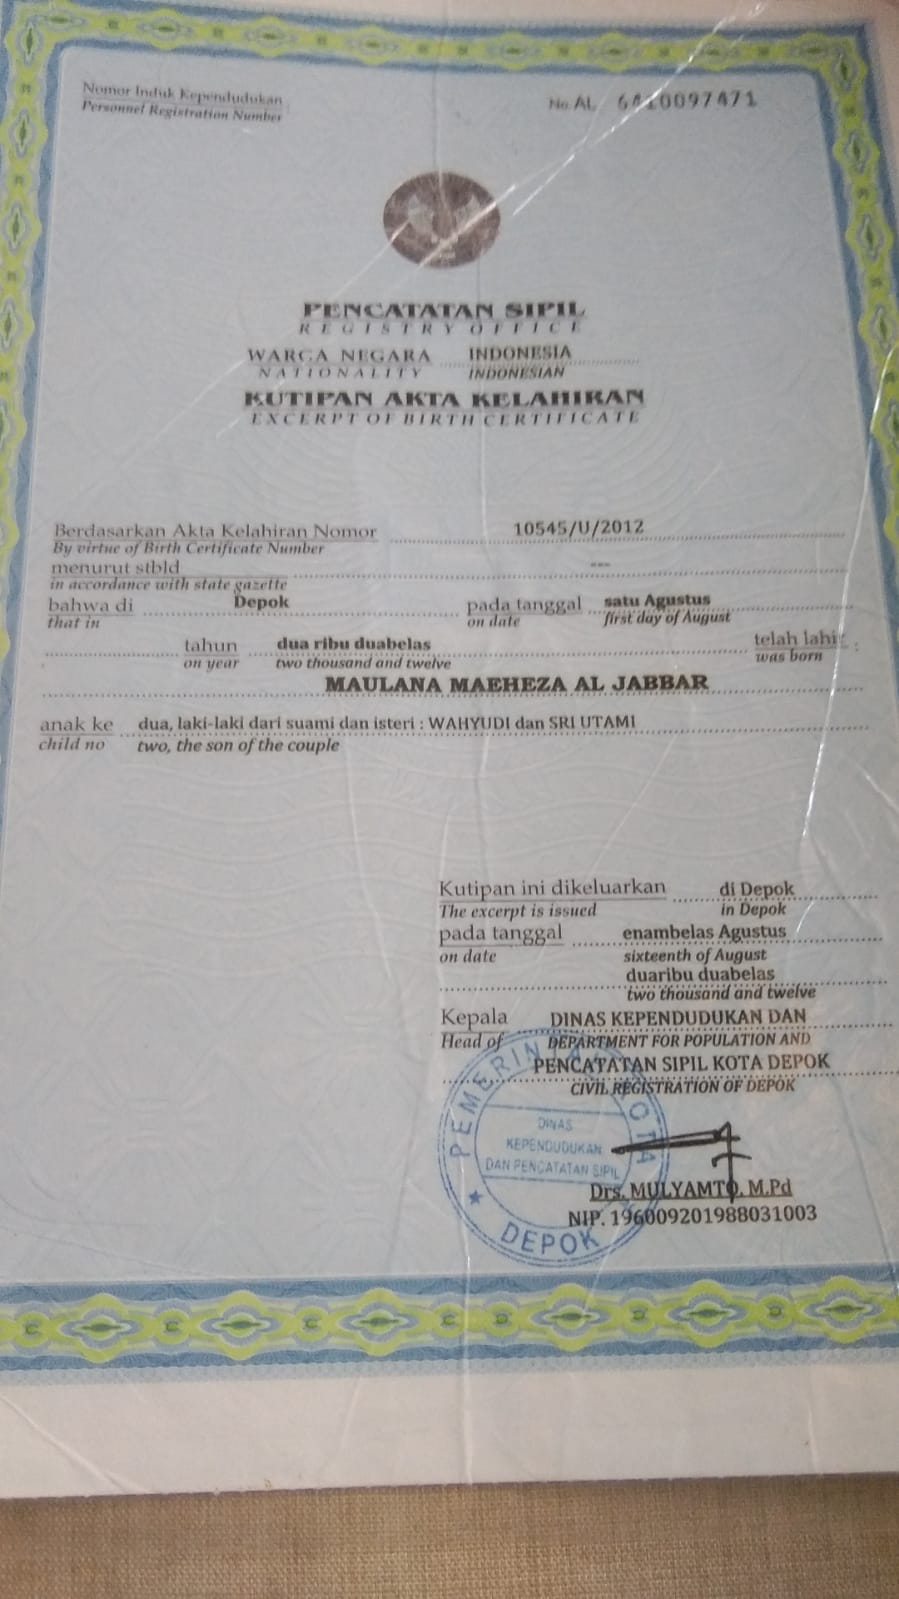 Nomor Induk Kependudukan
Personnel Registration Number
No. AL 6410097471
PENCATATAN SIPIL
REGISTRY OFFICE
WARGA NEGARA INDONESIA
NATIONALITY INDONESIAN
KUTIPAN AKTA KELAHIRAN
EXCERPT OF BIRTH CERTIFICATE
Berdasarkan Akta Kelahiran Nomor 10545/U/2012
By virtue of Birth Certificate Number
menurut stbld ---
in accordance with state gazette
bahwa di Depok pada tanggal satu Agustus
that in on date first day of August
tahun dua ribu duabelas telah lahir :
on year two thousand and twelve was born
MAULANA MAEHEZA AL JABBAR
anak ke dua, laki-laki dari suami dan isteri : WAHYUDI dan SRI UTAMI
child no two, the son of the couple
Kutipan ini dikeluarkan di Depok
The excerpt is issued in Depok
pada tanggal enambelas Agustus
on date sixteenth of August
duaribu duabelas
two thousand and twelve
Kepala DINAS KEPENDUDUKAN DAN
Head of DEPARTMENT FOR POPULATION AND
PENCATATAN SIPIL KOTA DEPOK
CIVIL REGISTRATION OF DEPOK
PEMERINTAH KOTA
DINAS
KEPENDUDUKAN
DAN PENCATATAN SIPIL
DEPOK
Drs. MULYAMTO, M.Pd
NIP. 196009201988031003